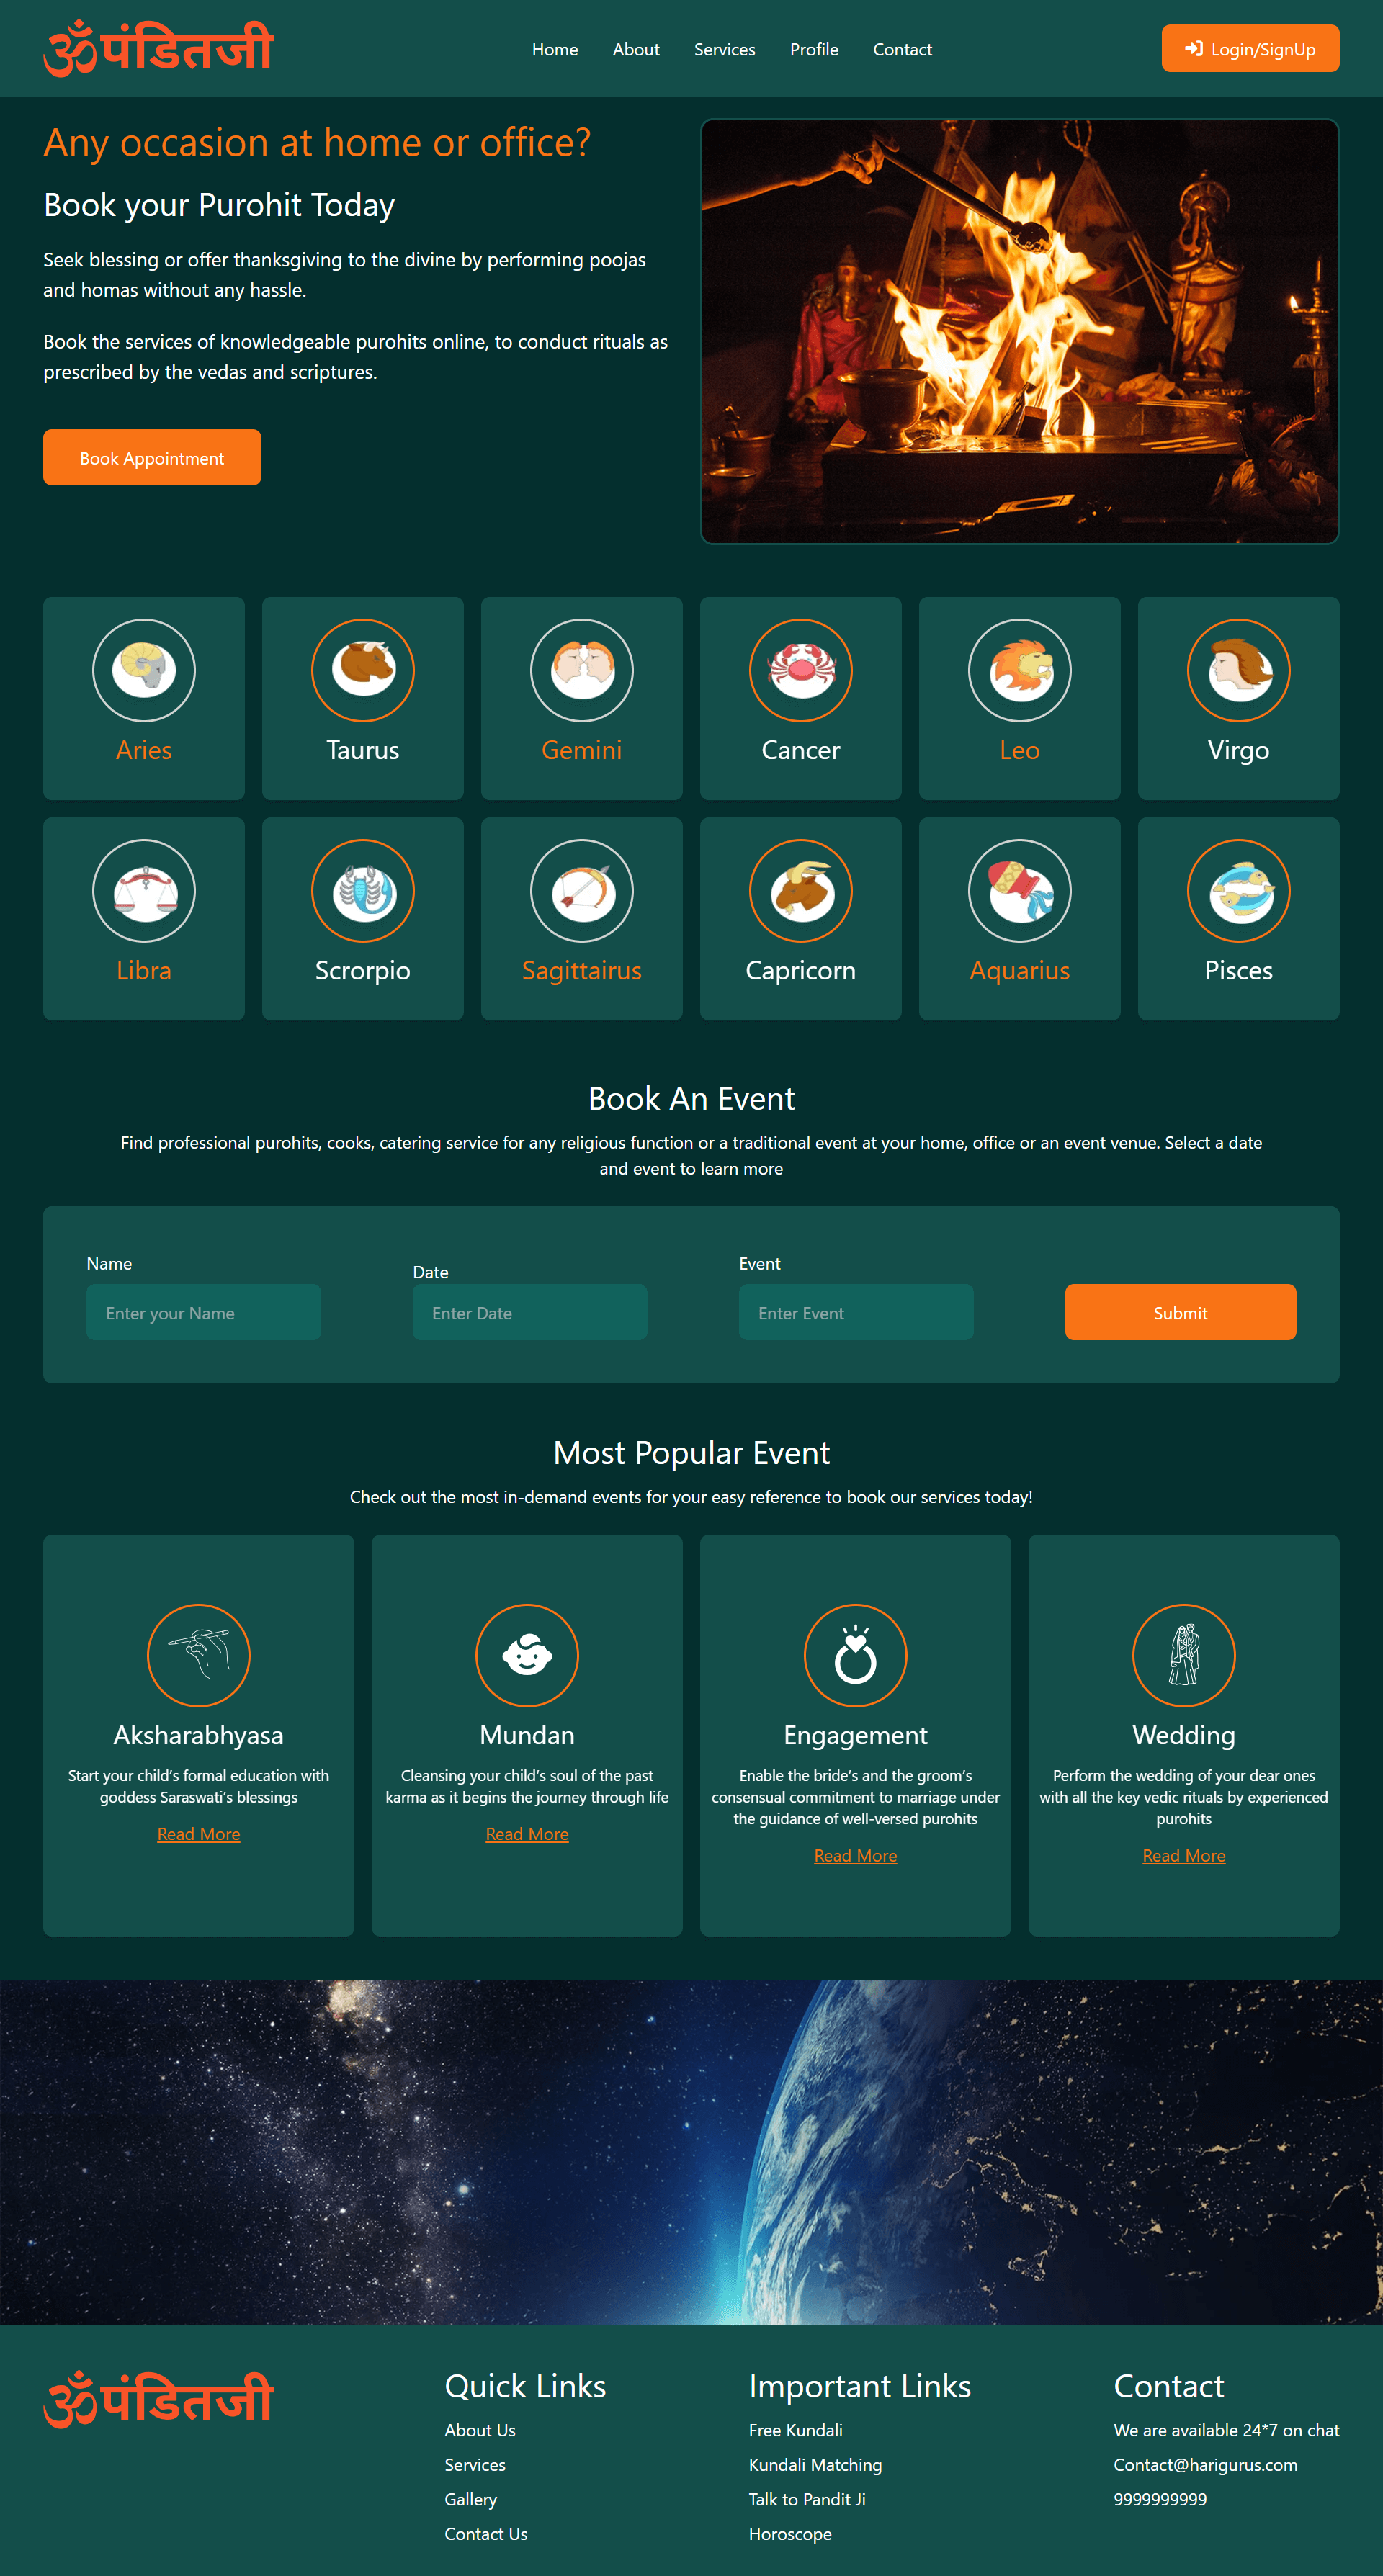 ॐपंडितजी
Home
About
Services
Profile
Contact
Login/SignUp
Any occasion at home or office?
Book your Purohit Today
Seek blessing or offer thanksgiving to the divine by performing poojas
and homas without any hassle.
Book the services of knowledgeable purohits online, to conduct rituals as
prescribed by the vedas and scriptures.
Book Appointment
Aries
Taurus
Gemini
Cancer
Leo
Virgo
Libra
Scrorpio
Sagittairus
Capricorn
Aquarius
Pisces
Book An Event
Find professional purohits, cooks, catering service for any religious function or a traditional event at your home, office or an event venue. Select a date
and event to learn more
Name
Enter your Name
Date
Enter Date
Event
Enter Event
Submit
Most Popular Event
Check out the most in-demand events for your easy reference to book our services today!
Aksharabhyasa
Start your child’s formal education with
goddess Saraswati’s blessings
Read More
Mundan
Cleansing your child’s soul of the past
karma as it begins the journey through life
Read More
Engagement
Enable the bride’s and the groom’s
consensual commitment to marriage under
the guidance of well-versed purohits
Read More
Wedding
Perform the wedding of your dear ones
with all the key vedic rituals by experienced
purohits
Read More
ॐपंडितजी
Quick Links
About Us
Services
Gallery
Contact Us
Important Links
Free Kundali
Kundali Matching
Talk to Pandit Ji
Horoscope
Contact
We are available 24*7 on chat
Contact@harigurus.com
9999999999